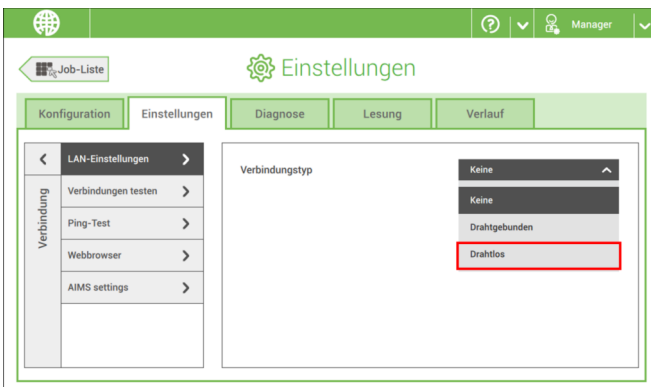 Manager
Job-Liste
Einstellungen
Konfiguration
Einstellungen
Diagnose
Lesung
Verlauf
Verbindung
LAN-Einstellungen
Verbindungen testen
Ping-Test
Webbrowser
AIMS settings
Verbindungstyp
Keine
Keine
Drahtgebunden
Drahtlos